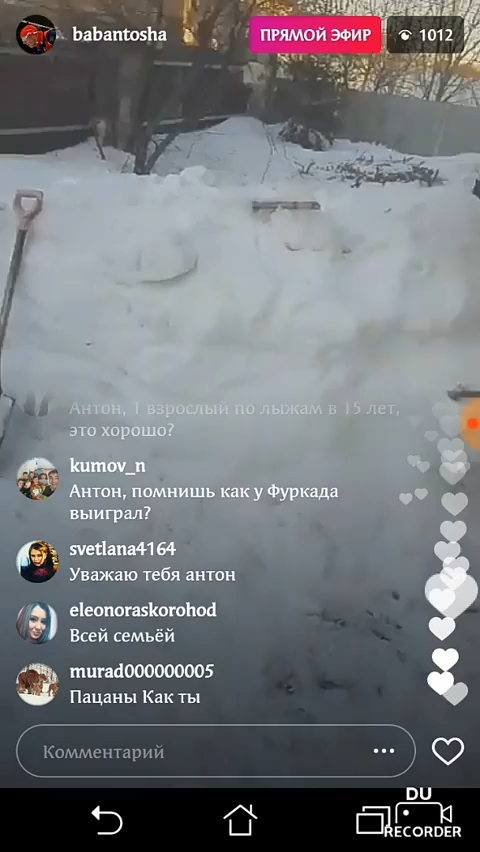 babantosha
ПРЯМОЙ ЭФИР
1012
Антон, 1 взрослый по лыжам в 15 лет,
это хорошо?
kumov_n
Антон, помнишь как у Фуркада
выиграл?
svetlana4164
Уважаю тебя антон
eleonoraskorohod
Всей семьёй
murad000000005
Пацаны Как ты
Комментарий
DU
RECORDER